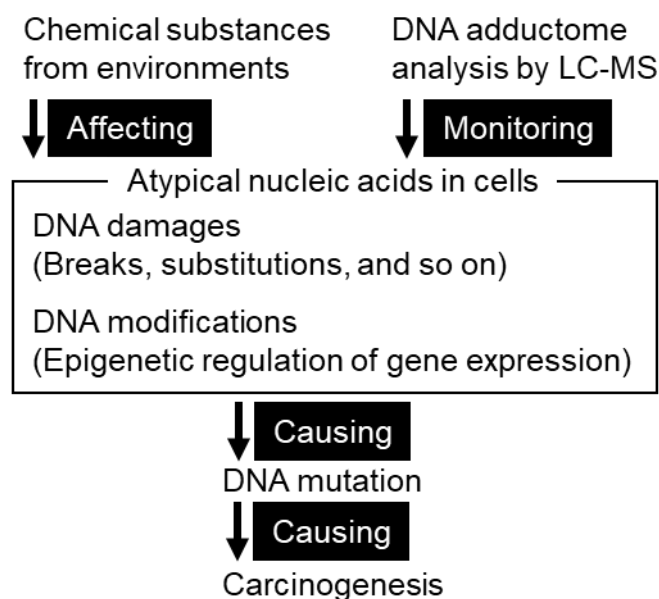 Chemical substances
from environments
DNA adductome
analysis by LC-MS
Affecting
Monitoring
Atypical nucleic acids in cells
DNA damages
(Breaks, substitutions, and so on)
DNA modifications
(Epigenetic regulation of gene expression)
Causing
DNA mutation
Causing
Carcinogenesis